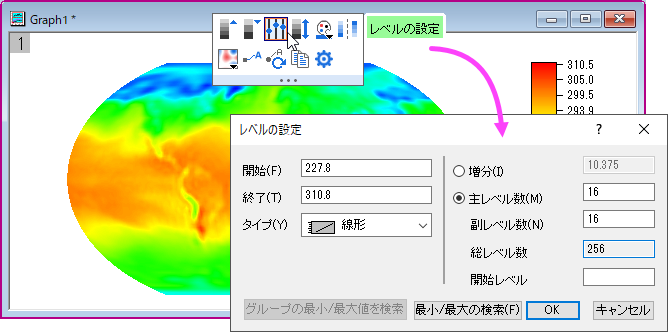 Graph1 *
1
レベルの設定
310.5
305.0
299.5
293.9
レベルの設定
開始(F) 227.8
終了(T) 310.8
タイプ(Y) 線形
増分(I) 10.375
主レベル数(M) 16
副レベル数(N) 16
総レベル数 256
開始レベル
グループの最小/最大値を検索 最小/最大の検索(F) OK キャンセル